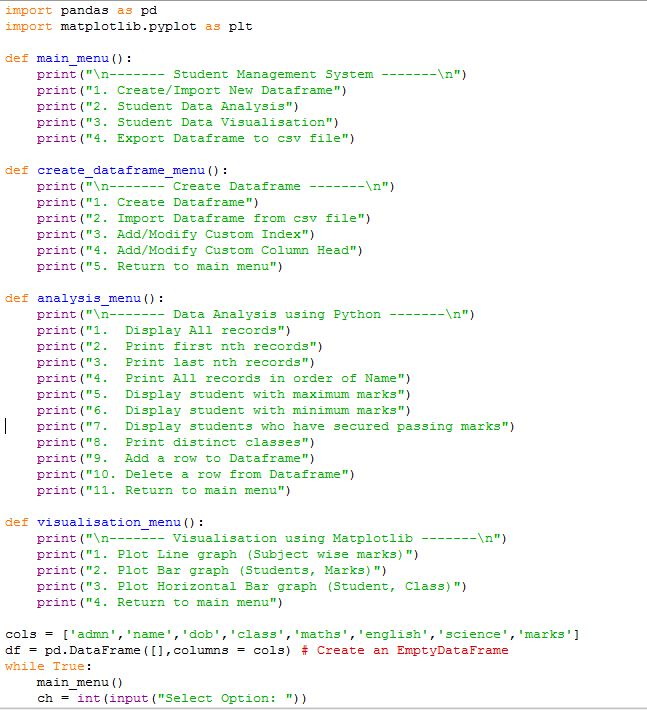 import pandas as pd
import matplotlib.pyplot as plt

def main_menu():
    print("\n------- Student Management System -------\n")
    print("1. Create/Import New Dataframe")
    print("2. Student Data Analysis")
    print("3. Student Data Visualisation")
    print("4. Export Dataframe to csv file")

def create_dataframe_menu():
    print("\n------- Create Dataframe -------\n")
    print("1. Create Dataframe")
    print("2. Import Dataframe from csv file")
    print("3. Add/Modify Custom Index")
    print("4. Add/Modify Custom Column Head")
    print("5. Return to main menu")

def analysis_menu():
    print("\n------- Data Analysis using Python -------\n")
    print("1.  Display All records")
    print("2.  Print first nth records")
    print("3.  Print last nth records")
    print("4.  Print All records in order of Name")
    print("5.  Display student with maximum marks")
    print("6.  Display student with minimum marks")
    print("7.  Display students who have secured passing marks")
    print("8.  Print distinct classes")
    print("9.  Add a row to Dataframe")
    print("10. Delete a row from Dataframe")
    print("11. Return to main menu")

def visualisation_menu():
    print("\n------- Visualisation using Matplotlib -------\n")
    print("1. Plot Line graph (Subject wise marks)")
    print("2. Plot Bar graph (Students, Marks)")
    print("3. Plot Horizontal Bar graph (Student, Class)")
    print("4. Return to main menu")

cols = ['admn','name','dob','class','maths','english','science','marks']
df = pd.DataFrame([],columns = cols) # Create an EmptyDataFrame
while True:
    main_menu()
    ch = int(input("Select Option: "))